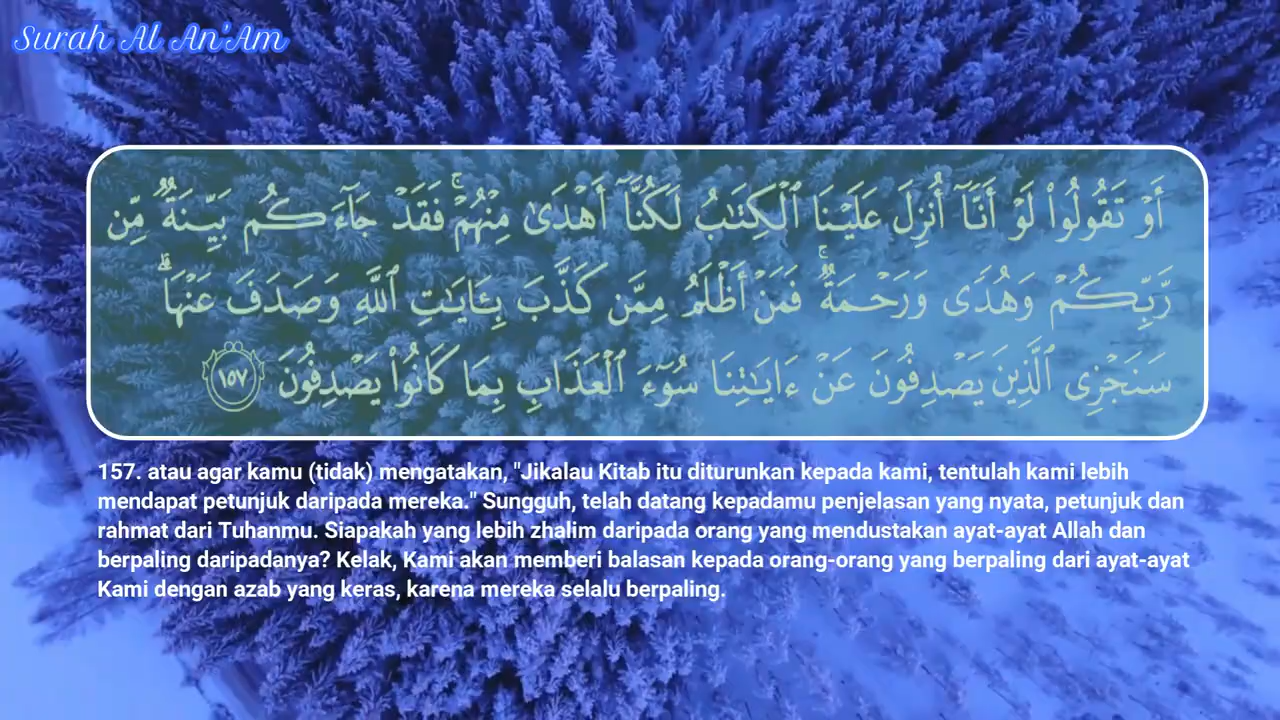 Surah Al An'Am
أَوْ تَقُولُوا۟ لَوْ أَنَّآ أُنزِلَ عَلَيْنَا ٱلْكِتَٰبُ لَكُنَّآ أَهْدَىٰ مِنْهُمْ ۚ فَقَدْ جَآءَكُم بَيِّنَةٌ مِّن
رَّبِّكُمْ وَهُدًى وَرَحْمَةٌ ۚ فَمَنْ أَظْلَمُ مِمَّن كَذَّبَ بِـَٔايَٰتِ ٱللَّهِ وَصَدَفَ عَنْهَا ۗ
سَنَجْزِى ٱلَّذِينَ يَصْدِفُونَ عَنْ ءَايَٰتِنَا سُوٓءَ ٱلْعَذَابِ بِمَا كَانُوا۟ يَصْدِفُونَ ١٥٧
157. atau agar kamu (tidak) mengatakan, "Jikalau Kitab itu diturunkan kepada kami, tentulah kami lebih
mendapat petunjuk daripada mereka." Sungguh, telah datang kepadamu penjelasan yang nyata, petunjuk dan
rahmat dari Tuhanmu. Siapakah yang lebih zhalim daripada orang yang mendustakan ayat-ayat Allah dan
berpaling daripadanya? Kelak, Kami akan memberi balasan kepada orang-orang yang berpaling dari ayat-ayat
Kami dengan azab yang keras, karena mereka selalu berpaling.